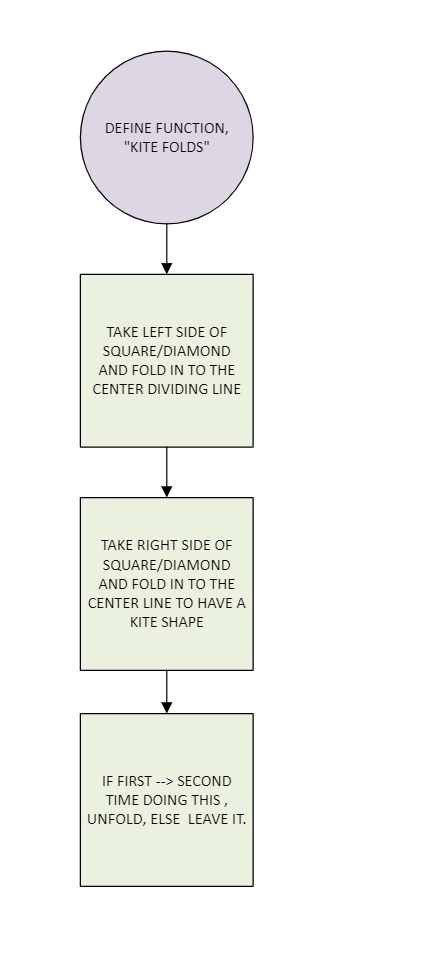 DEFINE FUNCTION,
"KITE FOLDS"
TAKE LEFT SIDE OF
SQUARE/DIAMOND
AND FOLD IN TO THE
CENTER DIVIDING LINE
TAKE RIGHT SIDE OF
SQUARE/DIAMOND
AND FOLD IN TO THE
CENTER LINE TO HAVE A
KITE SHAPE
IF FIRST --> SECOND
TIME DOING THIS ,
UNFOLD, ELSE  LEAVE IT.